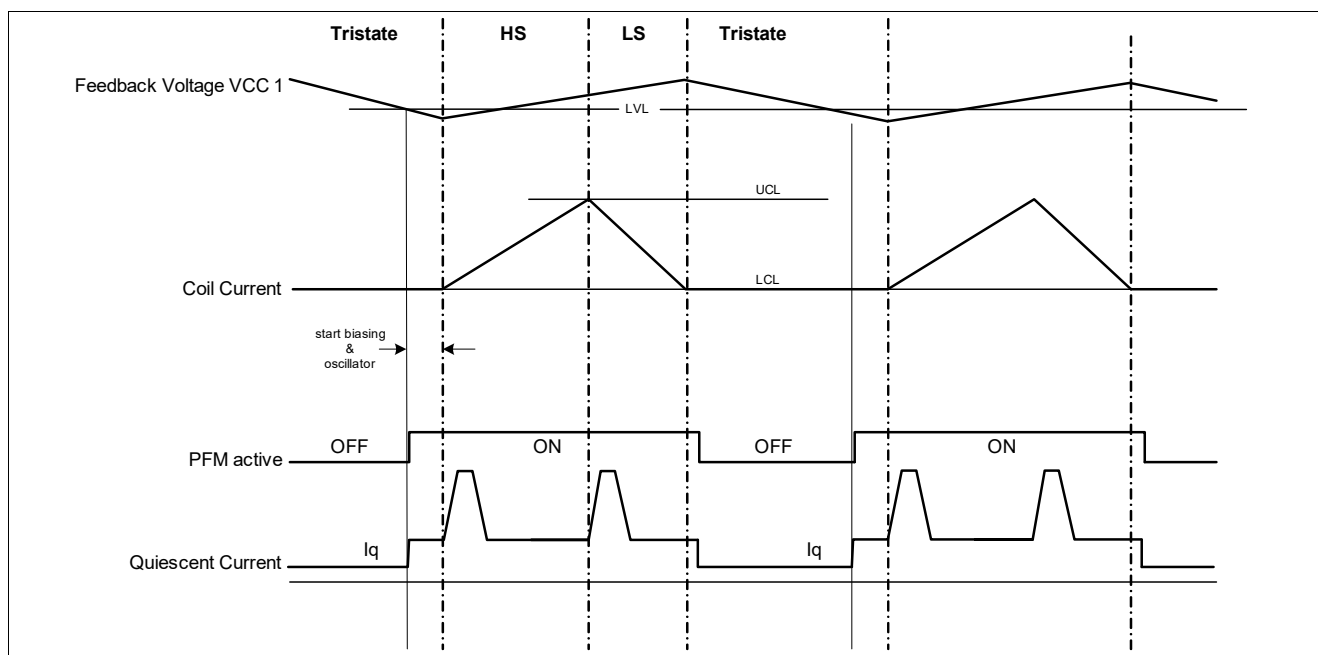 Tristate HS LS Tristate
Feedback Voltage VCC 1
LVL
UCL
Coil Current
LCL
start biasing
&
oscillator
OFF ON OFF ON
PFM active
Iq Iq
Quiescent Current